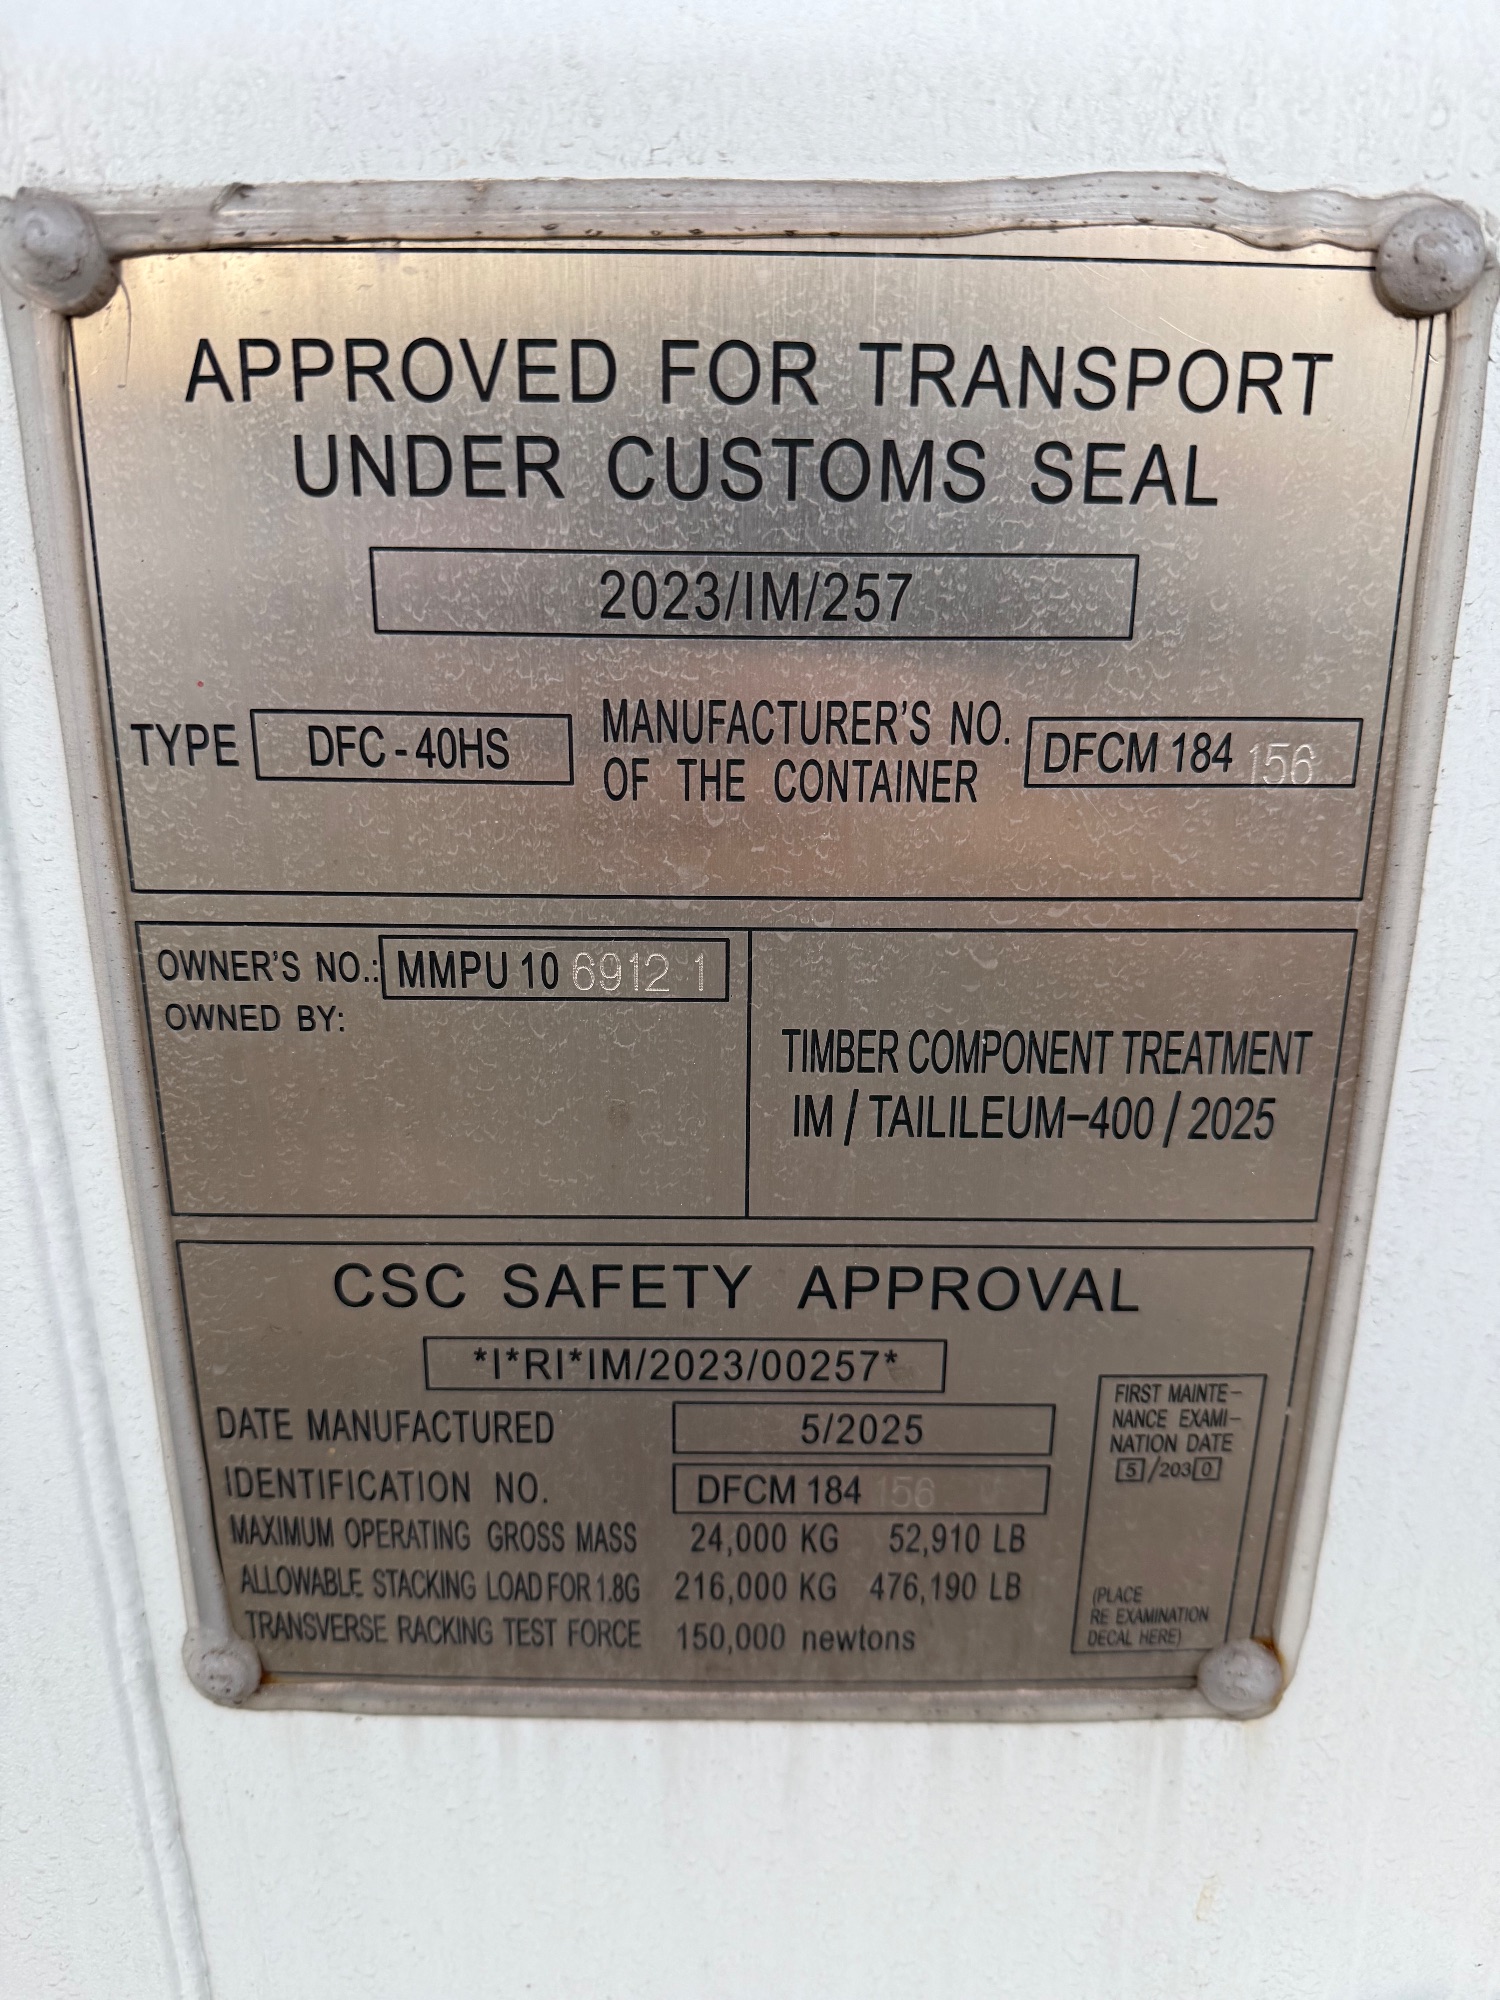 APPROVED FOR TRANSPORT
UNDER CUSTOMS SEAL
2023/IM/257
TYPE DFC-40HS
MANUFACTURER'S NO.
OF THE CONTAINER
DFCM 184 156
OWNER'S NO.: MMPU 10 6912 1
OWNED BY:
TIMBER COMPONENT TREATMENT
IM / TAILILEUM-400 / 2025
CSC SAFETY APPROVAL
*I*RI*IM/2023/00257*
DATE MANUFACTURED 5/2025
IDENTIFICATION NO. DFCM 184 156
MAXIMUM OPERATING GROSS MASS 24,000 KG 52,910 LB
ALLOWABLE STACKING LOAD FOR 1.8G 216,000 KG 476,190 LB
TRANSVERSE RACKING TEST FORCE 150,000 newtons
FIRST MAINTE-
NANCE EXAMI-
NATION DATE
5/2030
(PLACE
RE EXAMINATION
DECAL HERE)